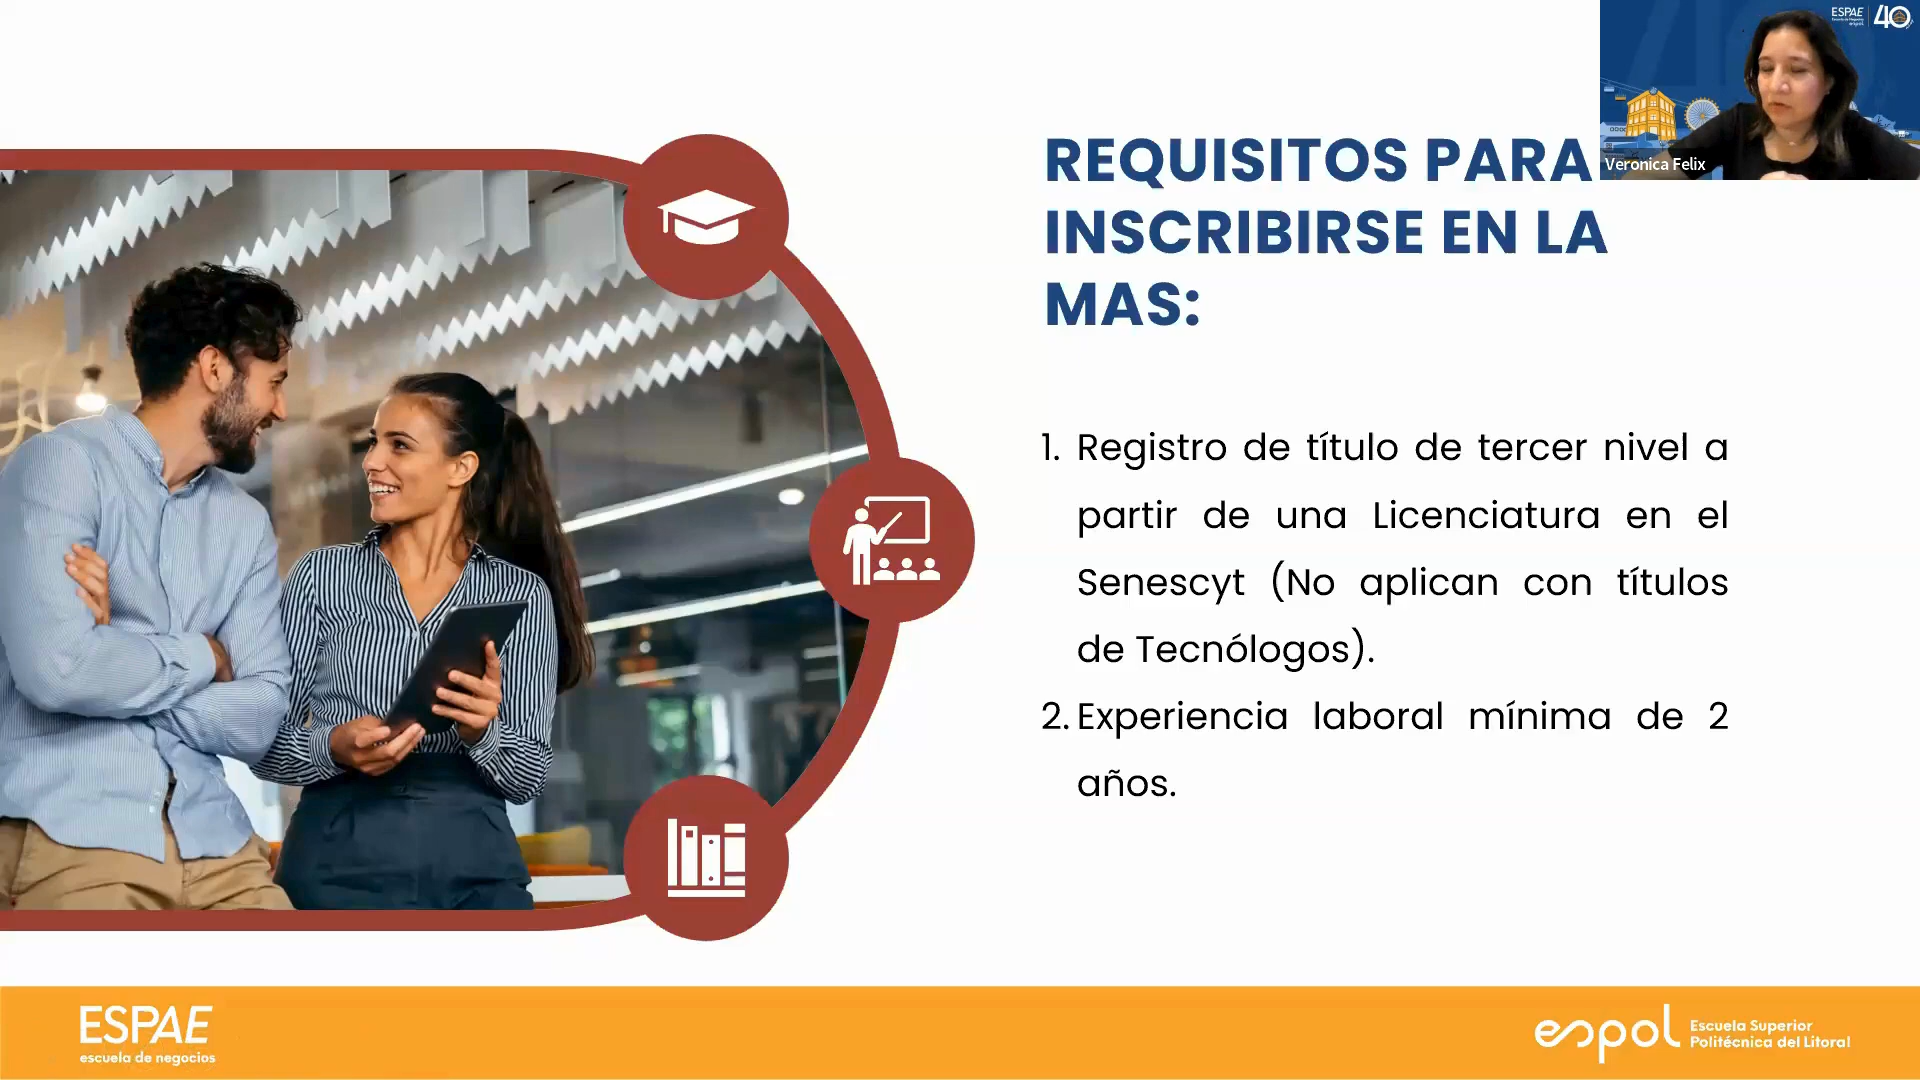 ESPAE
40
Veronica Felix
REQUISITOS PARA
INSCRIBIRSE EN LA
MAS:
1. Registro de título de tercer nivel a
partir de una Licenciatura en el
Senescyt (No aplican con títulos
de Tecnólogos).
2. Experiencia laboral mínima de 2
años.
ESPAE
escuela de negocios
espol
Escuela Superior
Politécnica del Litoral